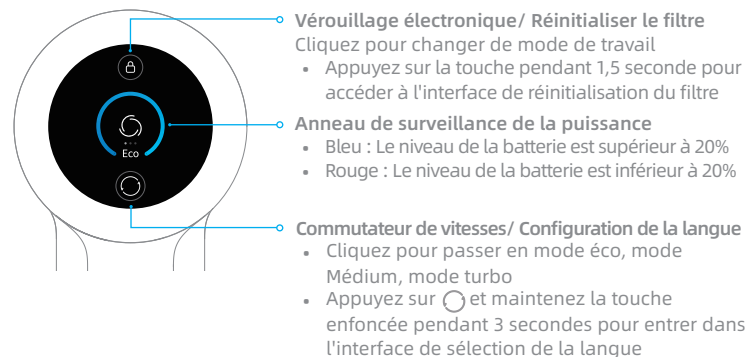 Vérouillage électronique/ Réinitialiser le filtre
Cliquez pour changer de mode de travail
• Appuyez sur la touche pendant 1,5 seconde pour
accéder à l'interface de réinitialisation du filtre
Eco
Anneau de surveillance de la puissance
• Bleu : Le niveau de la batterie est supérieur à 20%
• Rouge : Le niveau de la batterie est inférieur à 20%
Commutateur de vitesses/ Configuration de la langue
• Cliquez pour passer en mode éco, mode
Médium, mode turbo
• Appuyez sur et maintenez la touche
enfoncée pendant 3 secondes pour entrer dans
l'interface de sélection de la langue